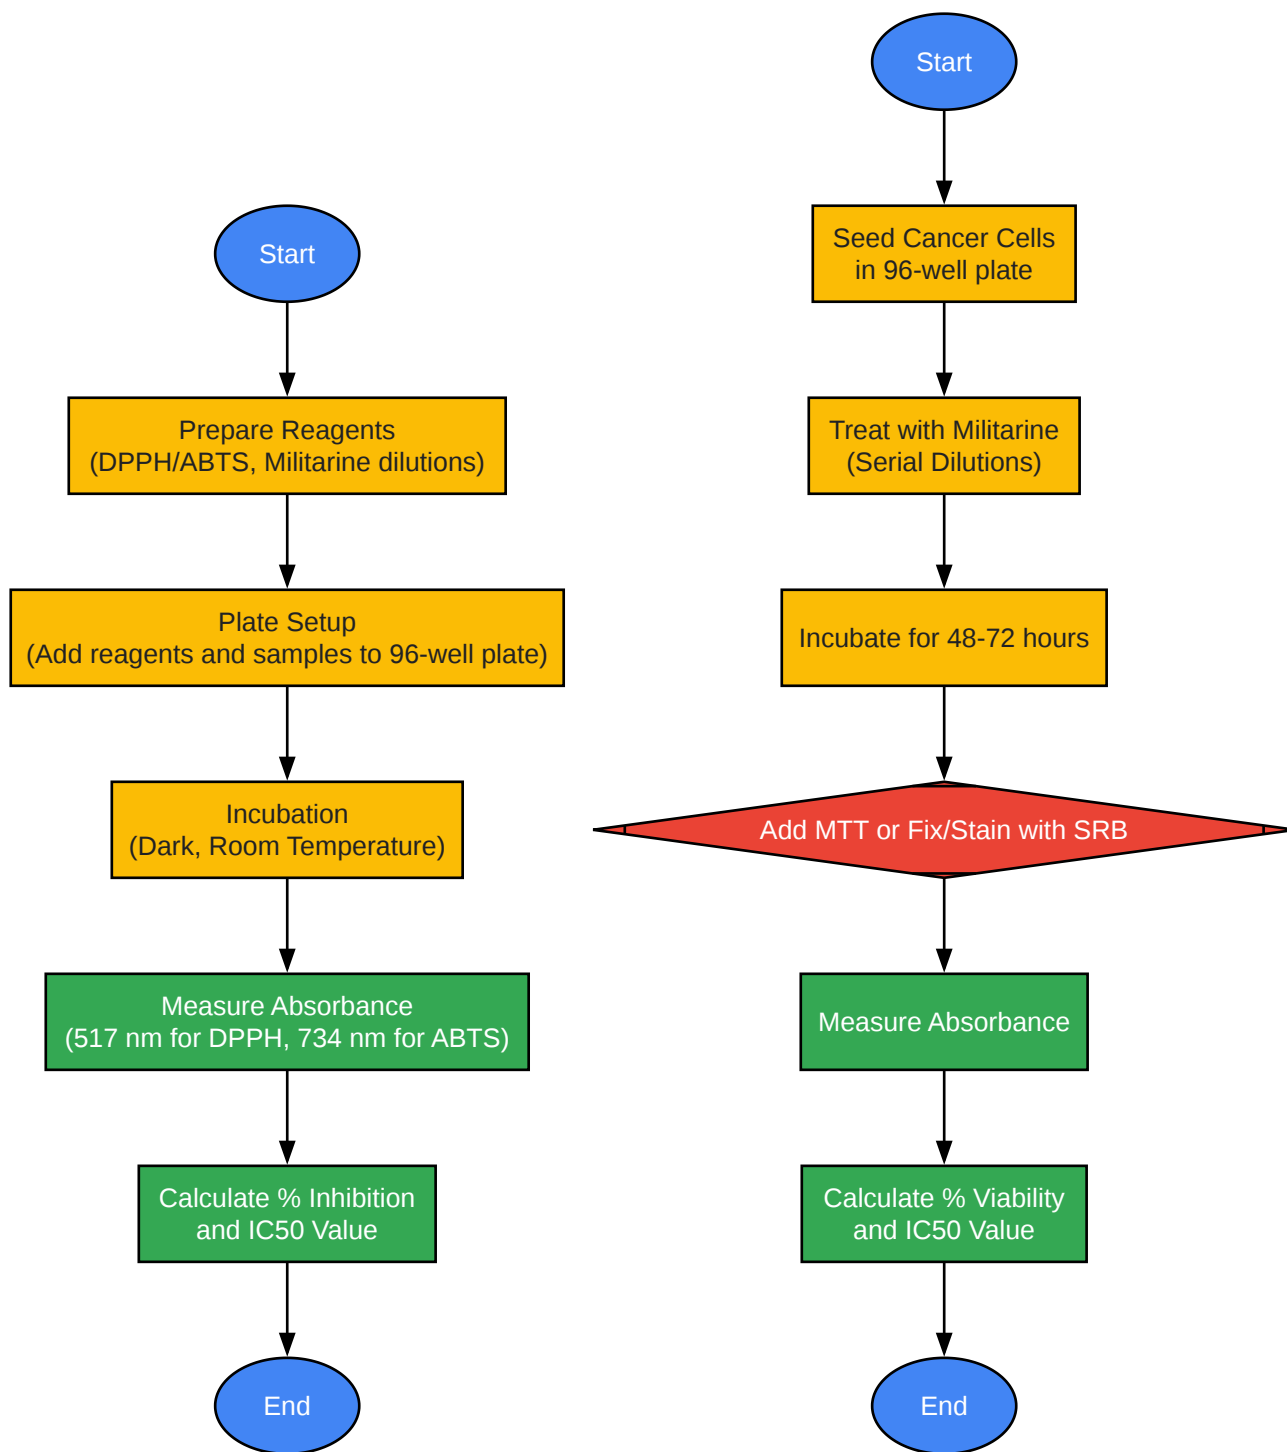 Start
Prepare Reagents
(DPPH/ABTS, Militarine dilutions)
Plate Setup
(Add reagents and samples to 96-well plate)
Incubation
(Dark, Room Temperature)
Measure Absorbance
(517 nm for DPPH, 734 nm for ABTS)
Calculate % Inhibition
and IC50 Value
End
Start
Seed Cancer Cells
in 96-well plate
Treat with Militarine
(Serial Dilutions)
Incubate for 48-72 hours
Add MTT or Fix/Stain with SRB
Measure Absorbance
Calculate % Viability
and IC50 Value
End